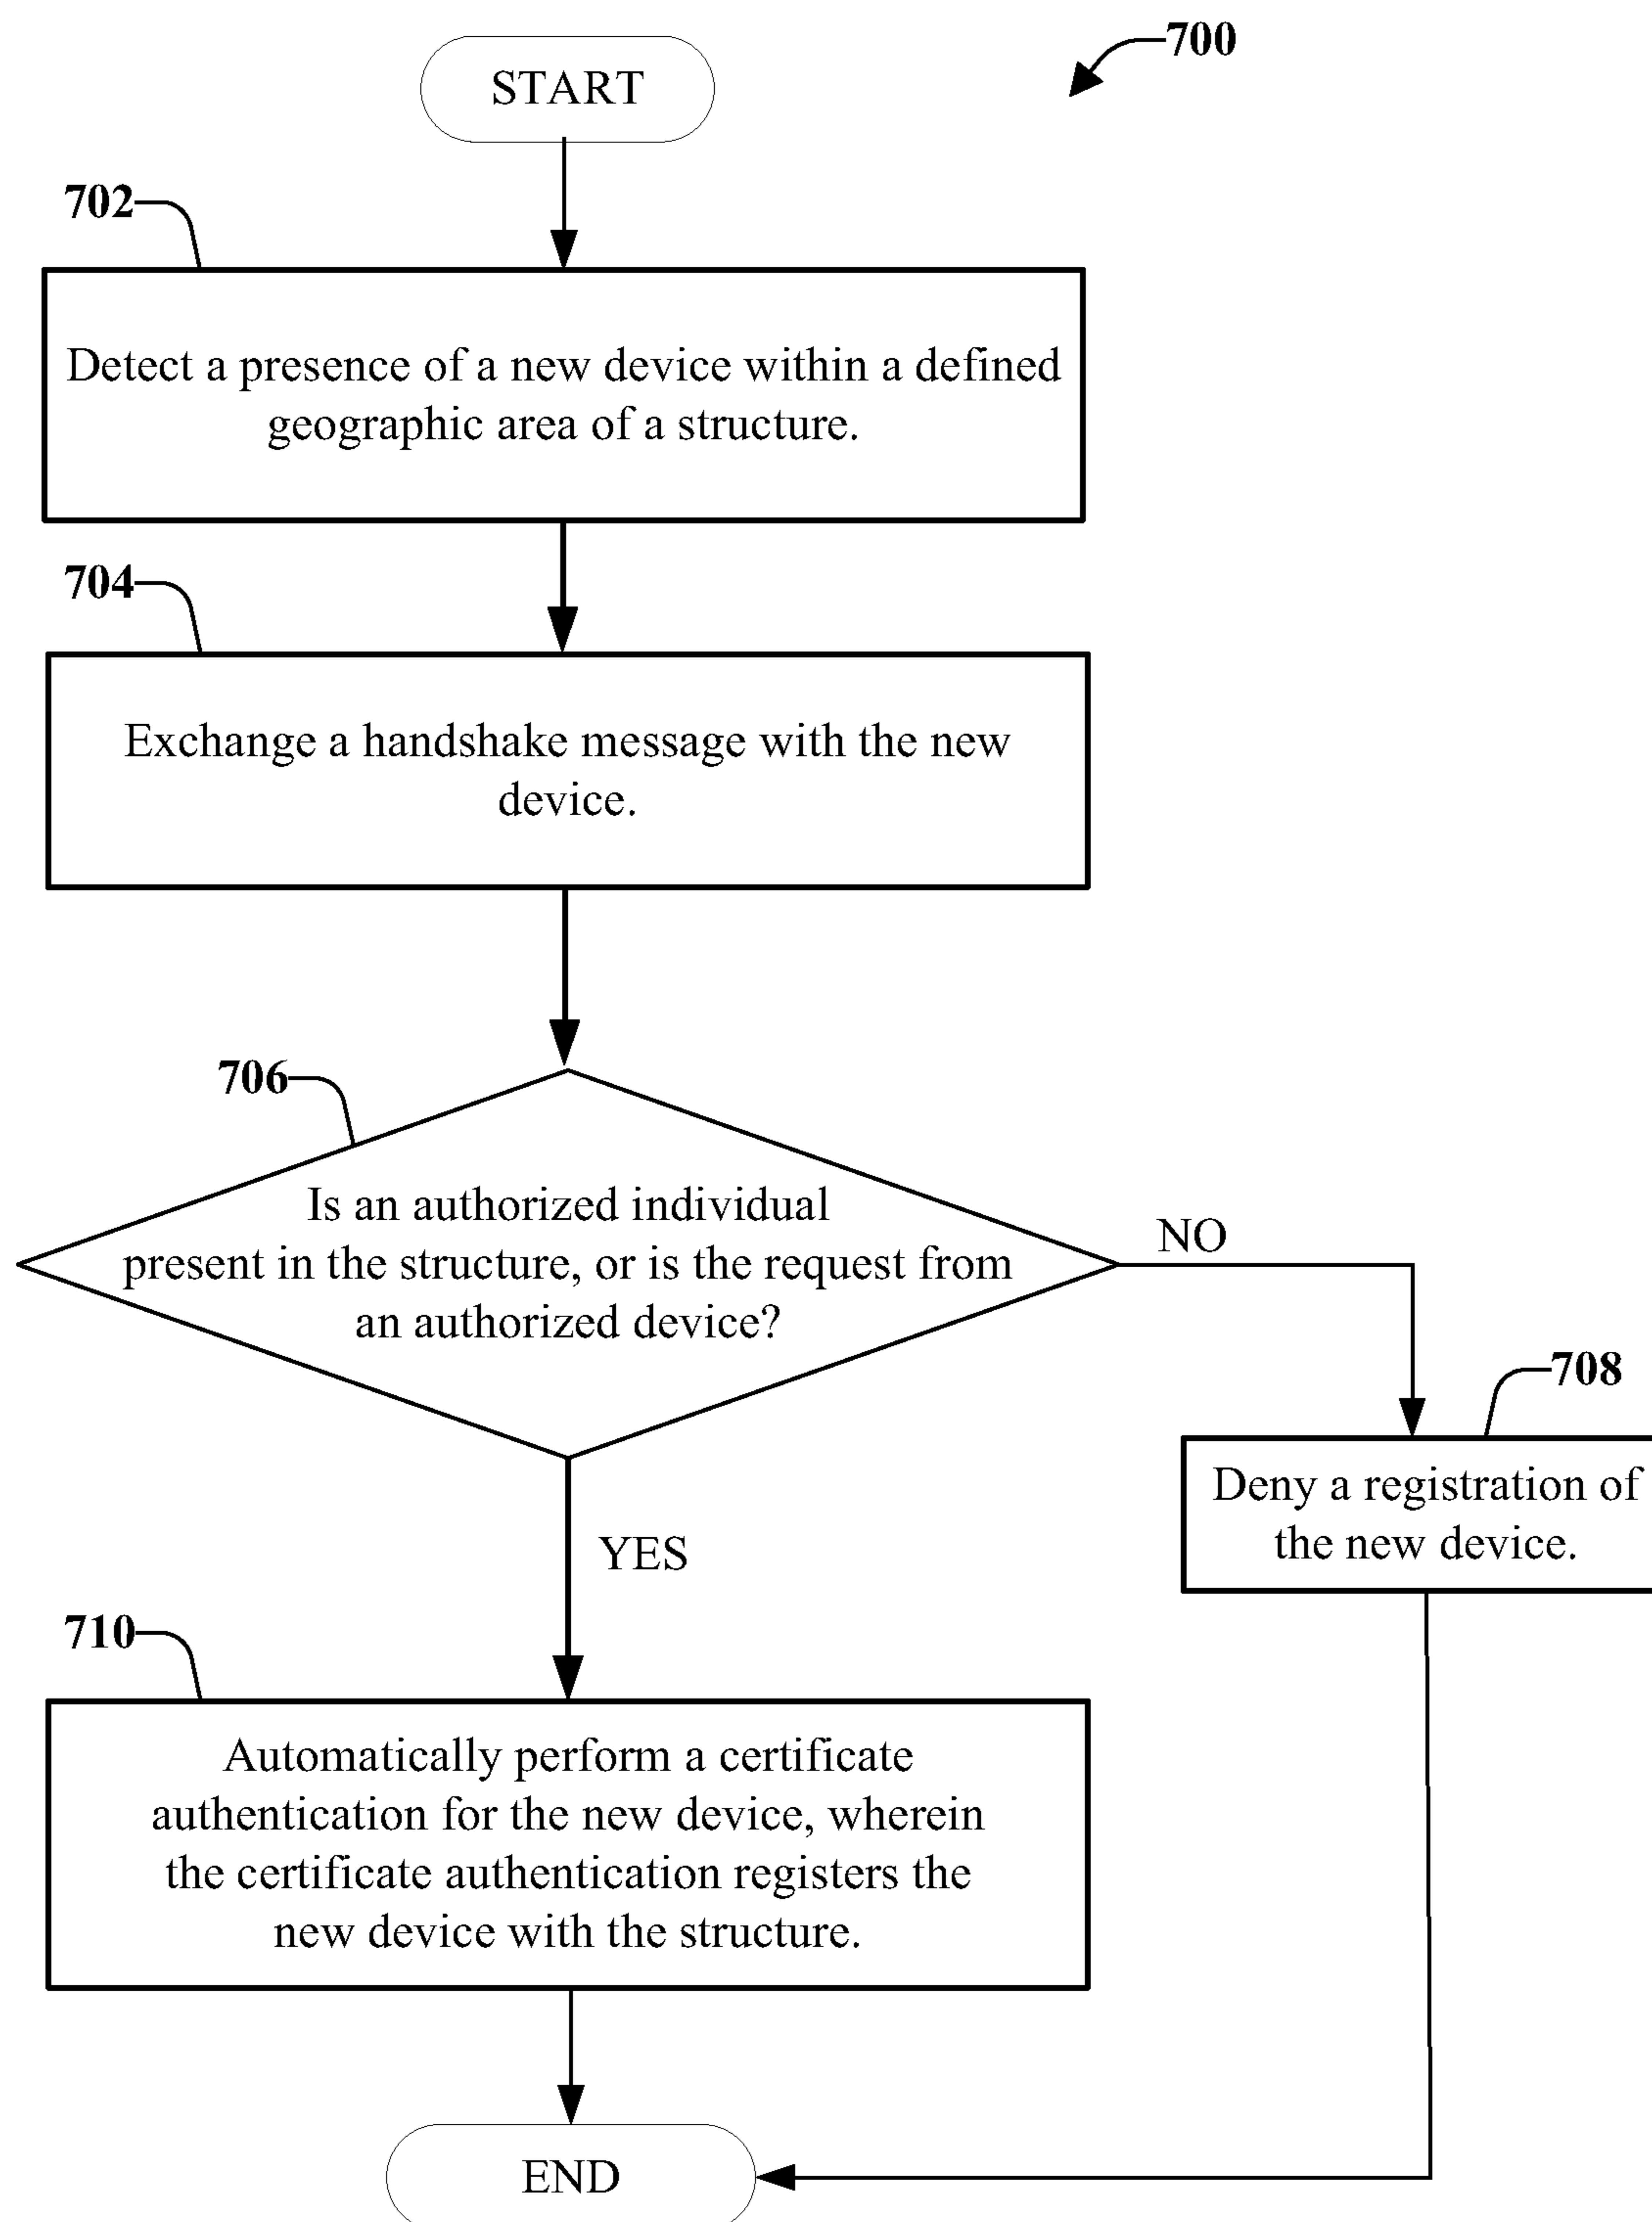 START
700
702
Detect a presence of a new device within a defined
geographic area of a structure.
704
Exchange a handshake message with the new
device.
706
Is an authorized individual
present in the structure, or is the request from
an authorized device?
NO
708
Deny a registration of
the new device.
YES
710
Automatically perform a certificate
authentication for the new device, wherein
the certificate authentication registers the
new device with the structure.
END